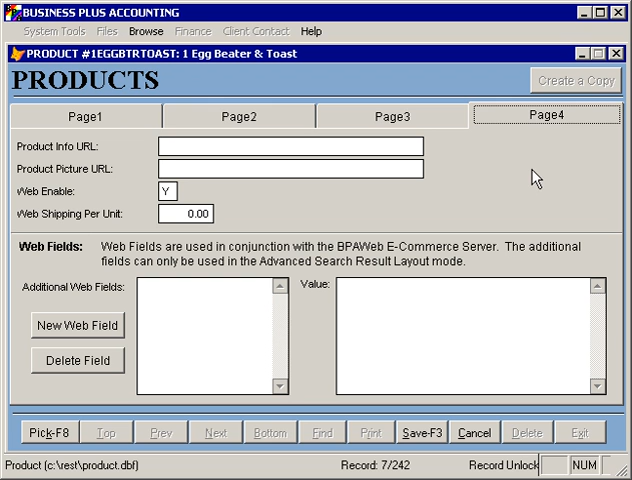 BUSINESS PLUS ACCOUNTING
System Tools Files Browse Finance Client Contact Help
PRODUCT #1EGGBTRTOAST: 1 Egg Beater & Toast
PRODUCTS
Create a Copy
Page1 Page2 Page3 Page4
Product Info URL:
Product Picture URL:
Web Enable: Y
Web Shipping Per Unit: 0.00
Web Fields: Web Fields are used in conjunction with the BPAWeb E-Commerce Server. The additional
fields can only be used in the Advanced Search Result Layout mode.
Additional Web Fields: Value:
New Web Field
Delete Field
Pick-F8 Top Prev Next Bottom Find Print Save-F3 Cancel Delete Exit
Product (c:\rest\product.dbf) Record: 7/242 Record Unlock NUM